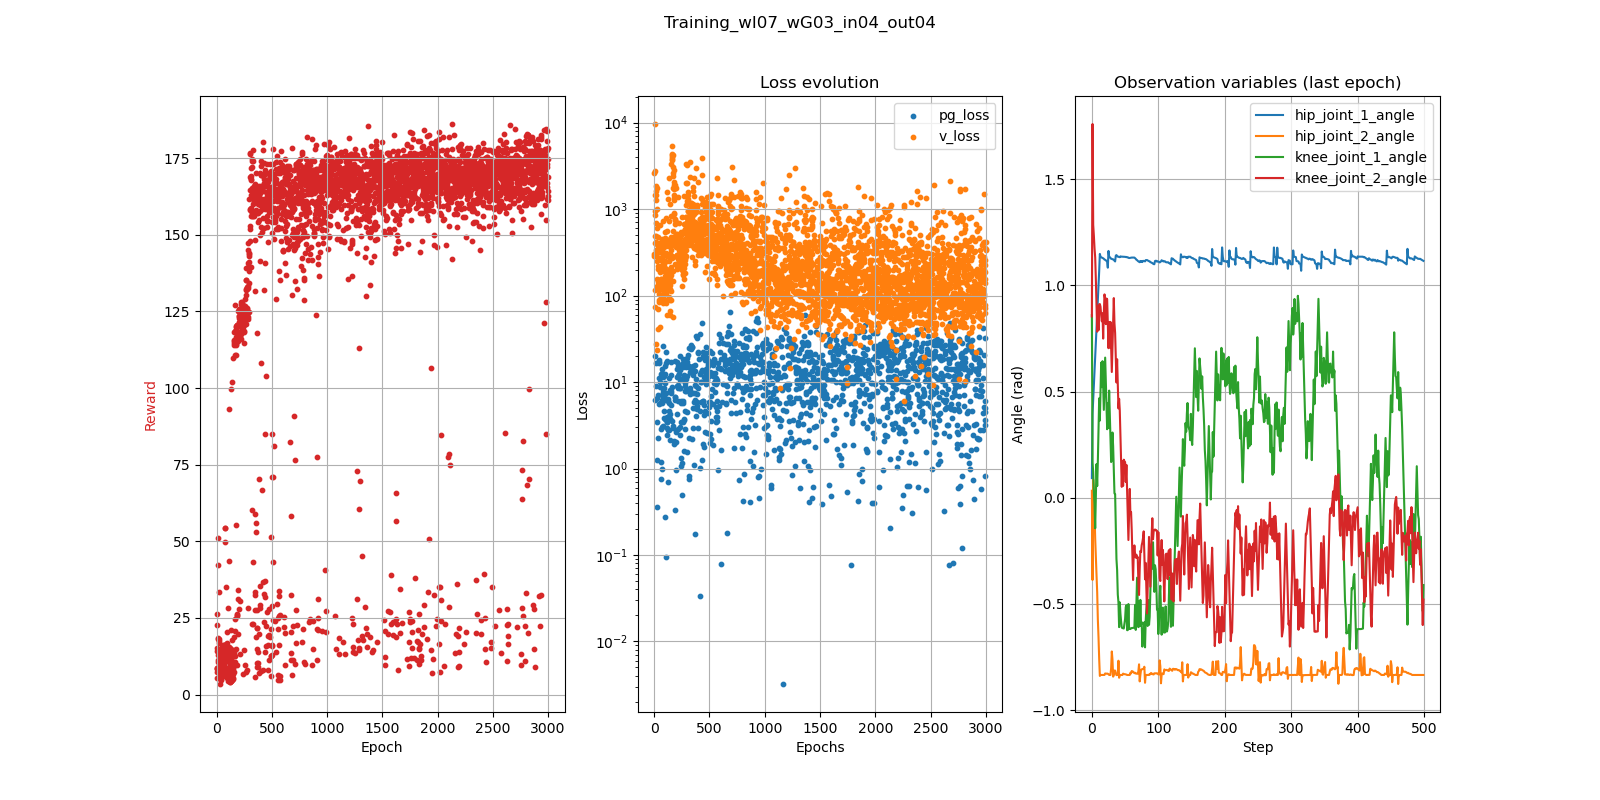 Training_wI07_wG03_in04_out04
Reward
175
150
125
100
75
50
25
0
0 500 1000 1500 2000 2500 3000
Epoch
Loss evolution
Loss
10⁴
10³
10²
10¹
10⁰
10⁻¹
10⁻²
pg_loss
v_loss
0 500 1000 1500 2000 2500 3000
Epochs
Observation variables (last epoch)
Angle (rad)
1.5
1.0
0.5
0.0
−0.5
−1.0
hip_joint_1_angle
hip_joint_2_angle
knee_joint_1_angle
knee_joint_2_angle
0 100 200 300 400 500
Step